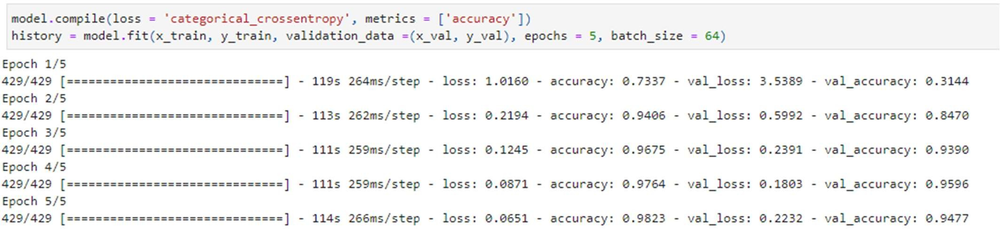 model.compile(loss = 'categorical_crossentropy', metrics = ['accuracy'])
history = model.fit(x_train, y_train, validation_data =(x_val, y_val), epochs = 5, batch_size = 64)
Epoch 1/5
429/429 [==============================] - 119s 264ms/step - loss: 1.0160 - accuracy: 0.7337 - val_loss: 3.5389 - val_accuracy: 0.3144
Epoch 2/5
429/429 [==============================] - 113s 262ms/step - loss: 0.2194 - accuracy: 0.9406 - val_loss: 0.5992 - val_accuracy: 0.8470
Epoch 3/5
429/429 [==============================] - 111s 259ms/step - loss: 0.1245 - accuracy: 0.9675 - val_loss: 0.2391 - val_accuracy: 0.9390
Epoch 4/5
429/429 [==============================] - 111s 259ms/step - loss: 0.0871 - accuracy: 0.9764 - val_loss: 0.1803 - val_accuracy: 0.9596
Epoch 5/5
429/429 [==============================] - 114s 266ms/step - loss: 0.0651 - accuracy: 0.9823 - val_loss: 0.2232 - val_accuracy: 0.9477